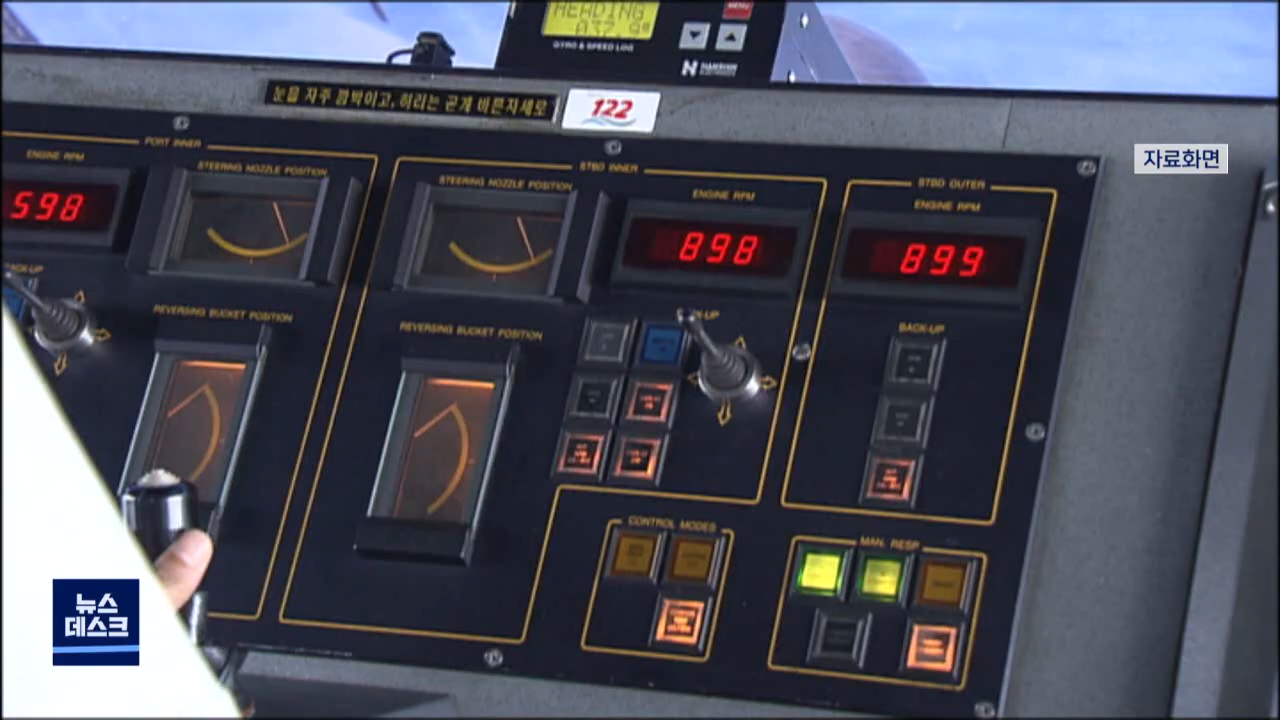 HEADING
032.9°
MENU
GYRO & SPEED LOG
눈을 자주 깜박이고, 허리는 곧게 바른자세로
122
자료화면
PORT INNER
ENGINE RPM
STEERING NOZZLE POSITION
598
STBD INNER
STEERING NOZZLE POSITION
ENGINE RPM
898
STBD OUTER
ENGINE RPM
899
BACK-UP
REVERSING BUCKET POSITION
REVERSING BUCKET POSITION
BACK-UP
CONTROL MODES
MAN. RESP
뉴스
데스크